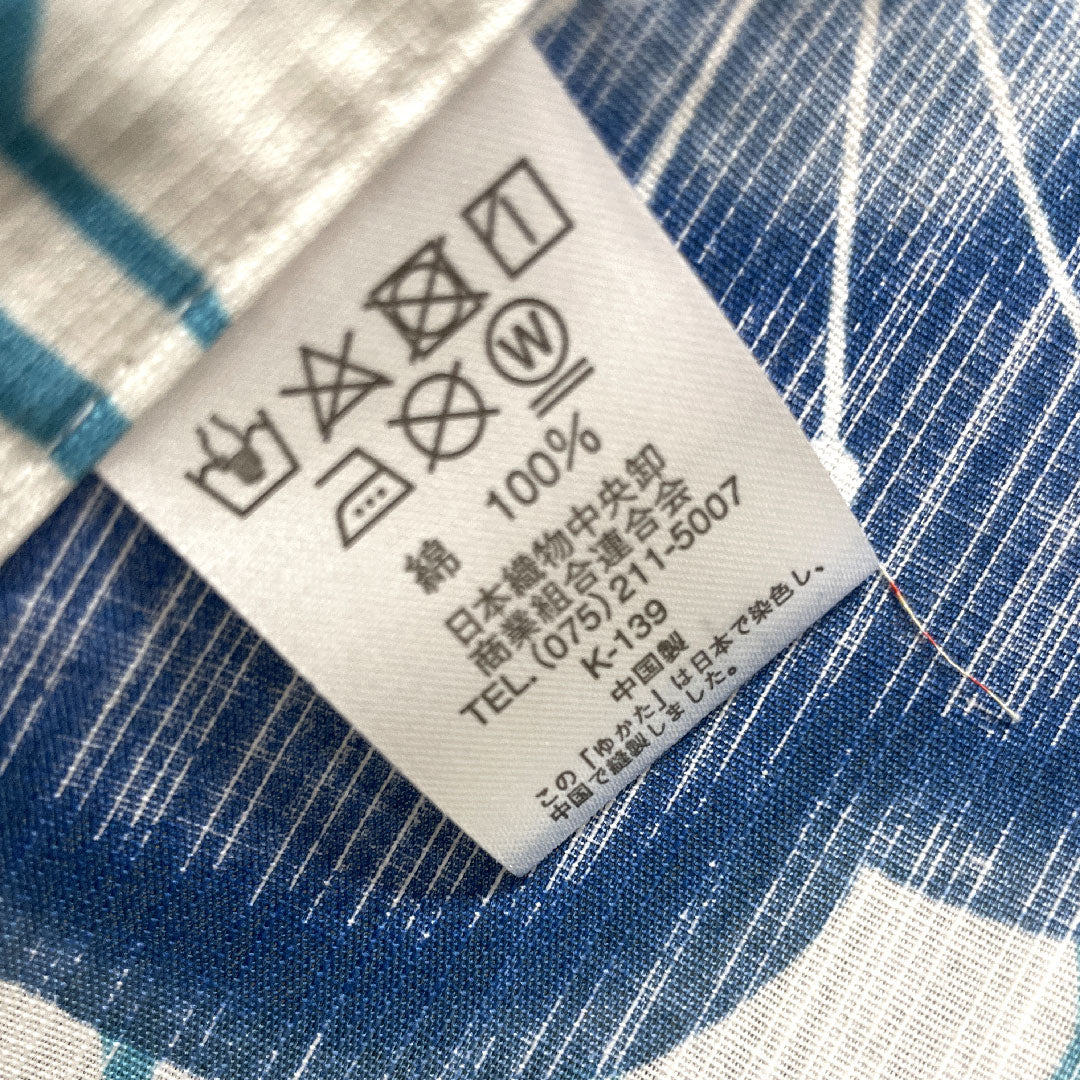 W
綿 100%
日本織物中央卸
商業組合連合会
TEL.(075)211-5007
K-139
中国製
この「ゆかた」は日本で染色し、
中国で縫製しました。